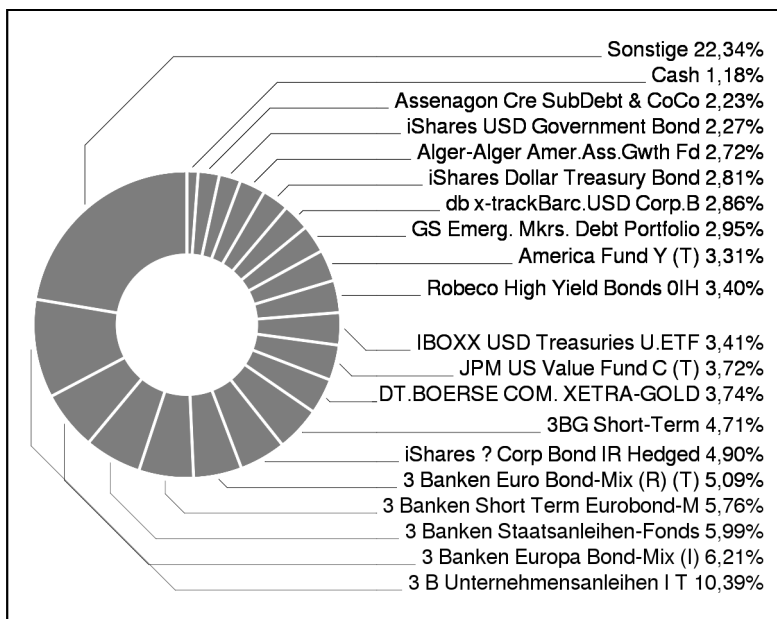 Sonstige 22,34%
Cash 1,18%
Assenagon Cre SubDebt & CoCo 2,23%
iShares USD Government Bond 2,27%
Alger-Alger Amer.Ass.Gwth Fd 2,72%
iShares Dollar Treasury Bond 2,81%
db x-trackBarc.USD Corp.B 2,86%
GS Emerg. Mkrs. Debt Portfolio 2,95%
America Fund Y (T) 3,31%
Robeco High Yield Bonds 0IH 3,40%
IBOXX USD Treasuries U.ETF 3,41%
JPM US Value Fund C (T) 3,72%
DT.BOERSE COM. XETRA-GOLD 3,74%
3BG Short-Term 4,71%
iShares ? Corp Bond IR Hedged 4,90%
3 Banken Euro Bond-Mix (R) (T) 5,09%
3 Banken Short Term Eurobond-M 5,76%
3 Banken Staatsanleihen-Fonds 5,99%
3 Banken Europa Bond-Mix (I) 6,21%
3 B Unternehmensanleihen I T 10,39%